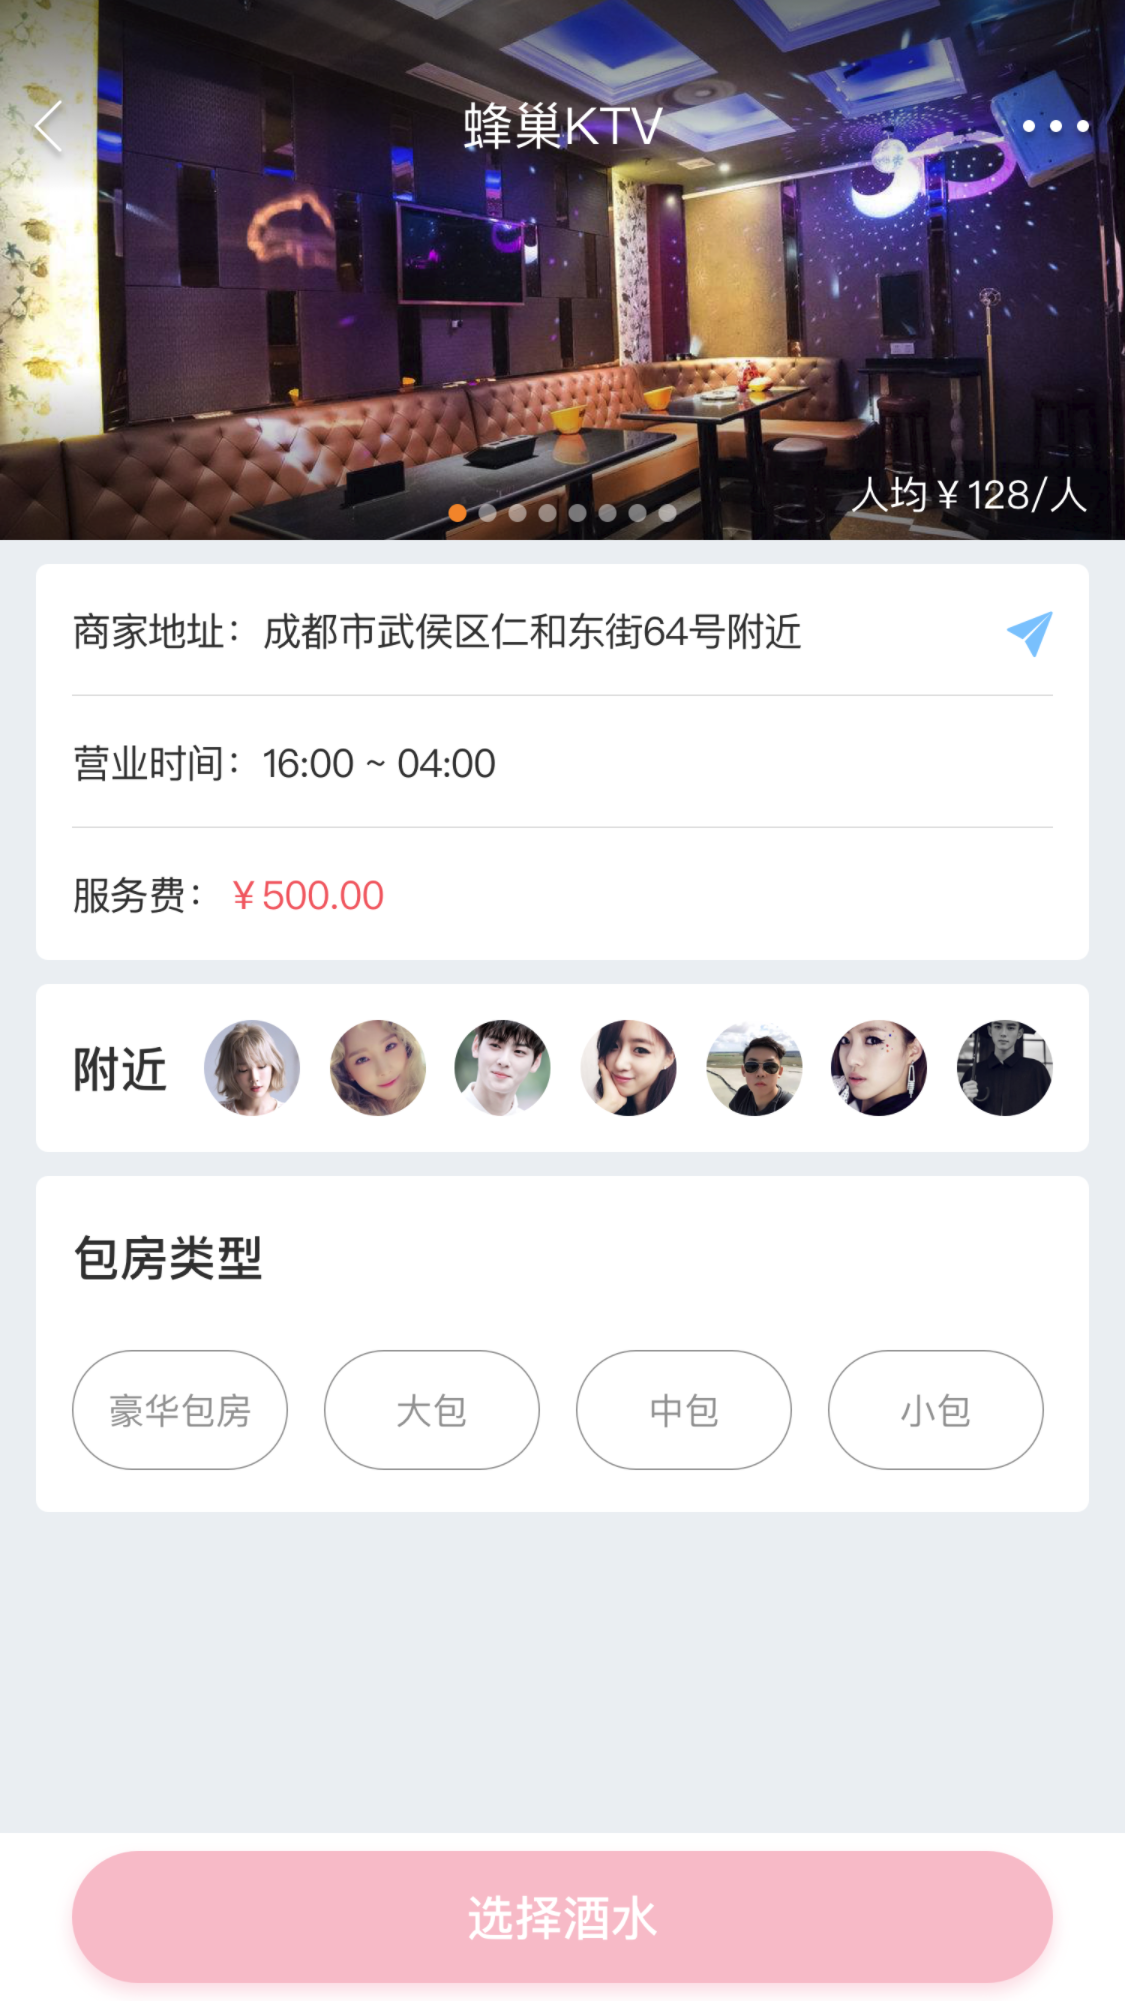 蜂巢KTV
人均￥128/人
商家地址：成都市武侯区仁和东街64号附近
营业时间：16:00 ~ 04:00
服务费：￥500.00
附近
包房类型
豪华包房 大包 中包 小包
选择酒水